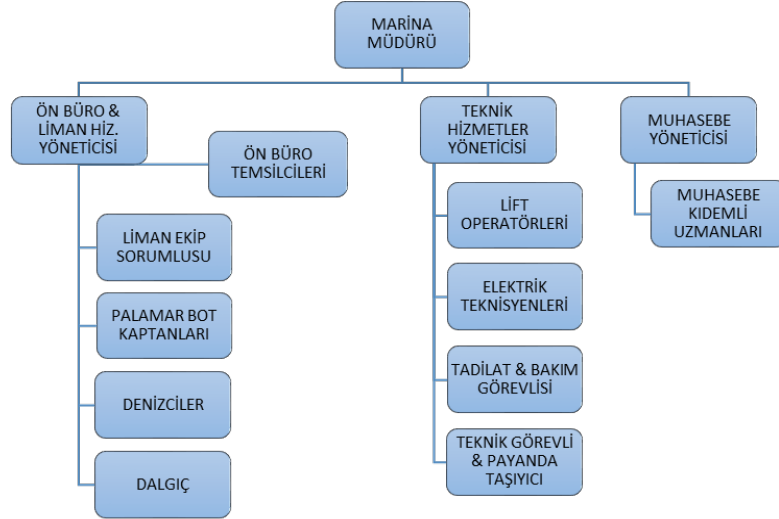 MARİNA
MÜDÜRÜ
ÖN BÜRO &
LİMAN HİZ.
YÖNETİCİSİ
ÖN BÜRO
TEMSİLCİLERİ
LİMAN EKİP
SORUMLUSU
PALAMAR BOT
KAPTANLARI
DENİZCİLER
DALGIÇ
TEKNİK
HİZMETLER
YÖNETİCİSİ
LİFT
OPERATÖRLERİ
ELEKTRİK
TEKNİSYENLERİ
TADİLAT & BAKIM
GÖREVLİSİ
TEKNİK GÖREVLİ
& PAYANDA
TAŞIYICI
MUHASEBE
YÖNETİCİSİ
MUHASEBE
KIDEMLİ
UZMANLARI